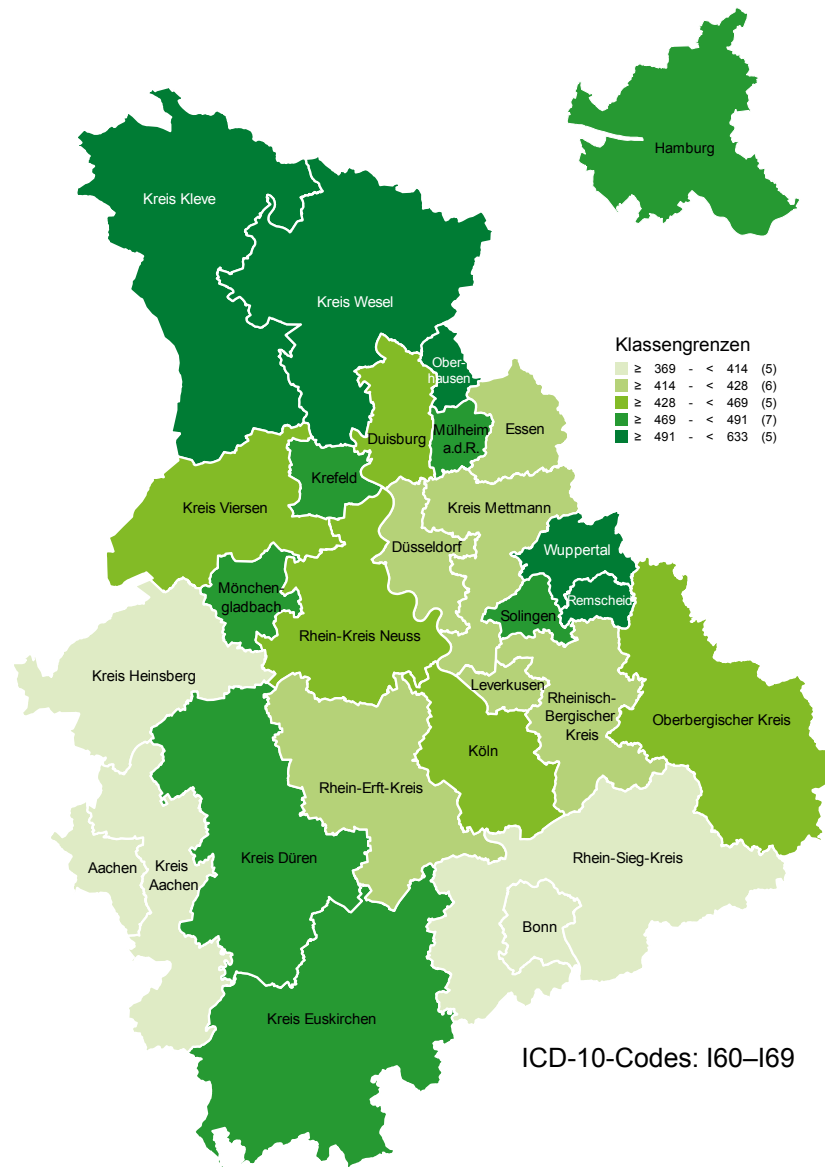 Hamburg
Kreis Kleve
Kreis Wesel
Klassengrenzen
≥ 369 - < 414 (5)
≥ 414 - < 428 (6)
≥ 428 - < 469 (5)
≥ 469 - < 491 (7)
≥ 491 - < 633 (5)
Ober-
hausen
Duisburg
Mülheim
a.d.R.
Essen
Krefeld
Kreis Viersen
Kreis Mettmann
Düsseldorf
Wuppertal
Mönchen-
gladbach
Remscheid
Solingen
Rhein-Kreis Neuss
Kreis Heinsberg
Leverkusen
Rheinisch-
Bergischer
Kreis
Oberbergischer Kreis
Köln
Rhein-Erft-Kreis
Kreis Düren
Rhein-Sieg-Kreis
Aachen
Kreis
Aachen
Bonn
Kreis Euskirchen
ICD-10-Codes: I60–I69